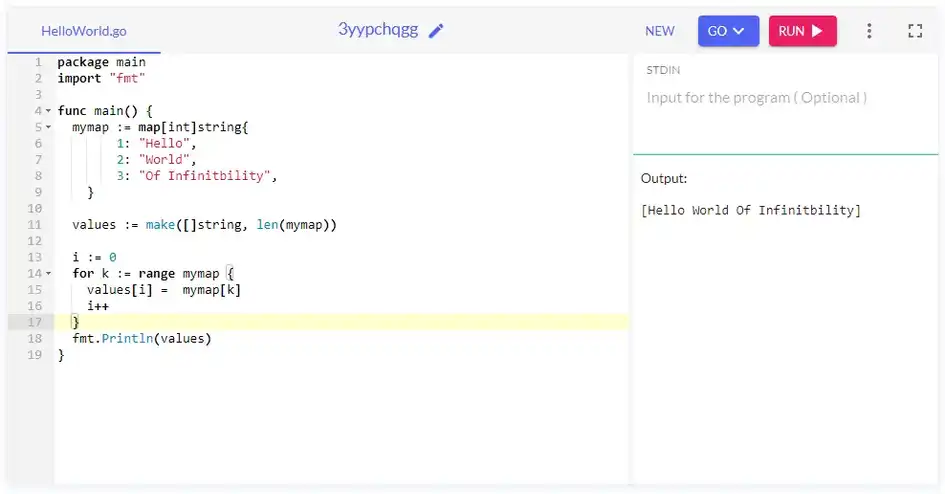 HelloWorld.go
3yypchqgg
NEW
GO
RUN
1 package main
2 import "fmt"
3
4 func main() {
5   mymap := map[int]string{
6         1: "Hello",
7         2: "World",
8         3: "Of Infinitbility",
9     }
10
11   values := make([]string, len(mymap))
12
13   i := 0
14   for k := range mymap {
15     values[i] =  mymap[k]
16     i++
17   }
18   fmt.Println(values)
19 }
STDIN
Input for the program ( Optional )
Output:
[Hello World Of Infinitbility]